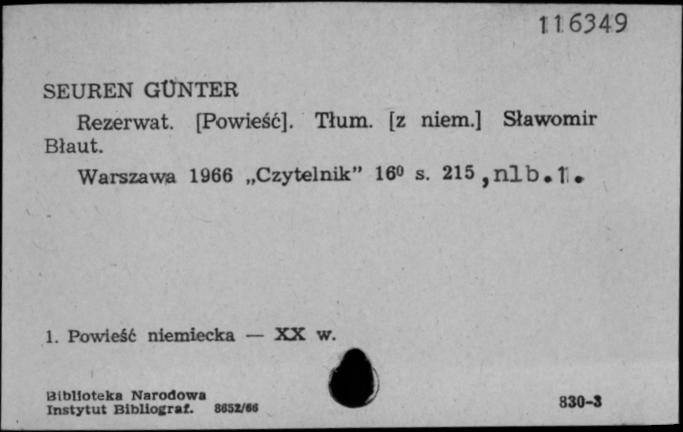 116349
SEUREN GÜNTER
Rezerwat. [Powieść]. Tłum. [z niem.] Sławomir
Błaut.
Warszawa 1966 „Czytelnik” 16⁰ s. 215, nlb. 1.
1. Powieść niemiecka — XX w.
Biblioteka Narodowa
Instytut Bibliograf. 8652/66
830-3